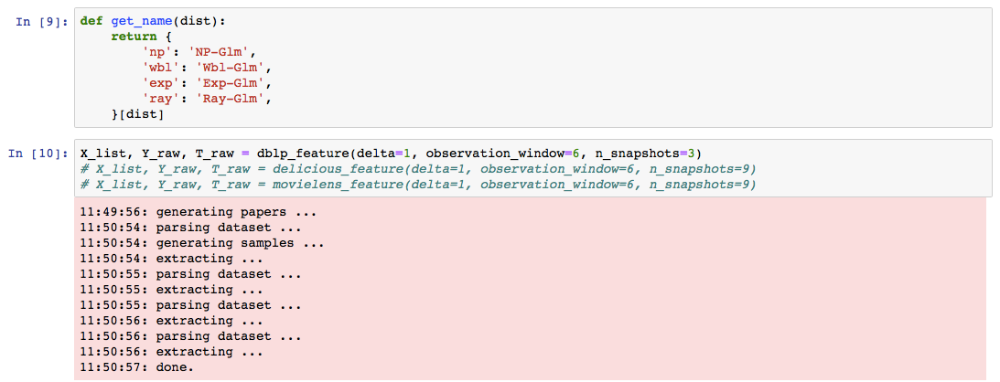 In [9]: def get_name(dist):
    return {
        'np': 'NP-Glm',
        'wbl': 'Wbl-Glm',
        'exp': 'Exp-Glm',
        'ray': 'Ray-Glm',
    }[dist]
In [10]: X_list, Y_raw, T_raw = dblp_feature(delta=1, observation_window=6, n_snapshots=3)
# X_list, Y_raw, T_raw = delicious_feature(delta=1, observation_window=6, n_snapshots=9)
# X_list, Y_raw, T_raw = movielens_feature(delta=1, observation_window=6, n_snapshots=9)
11:49:56: generating papers ...
11:50:54: parsing dataset ...
11:50:54: generating samples ...
11:50:54: extracting ...
11:50:55: parsing dataset ...
11:50:55: extracting ...
11:50:55: parsing dataset ...
11:50:56: extracting ...
11:50:56: parsing dataset ...
11:50:56: extracting ...
11:50:57: done.